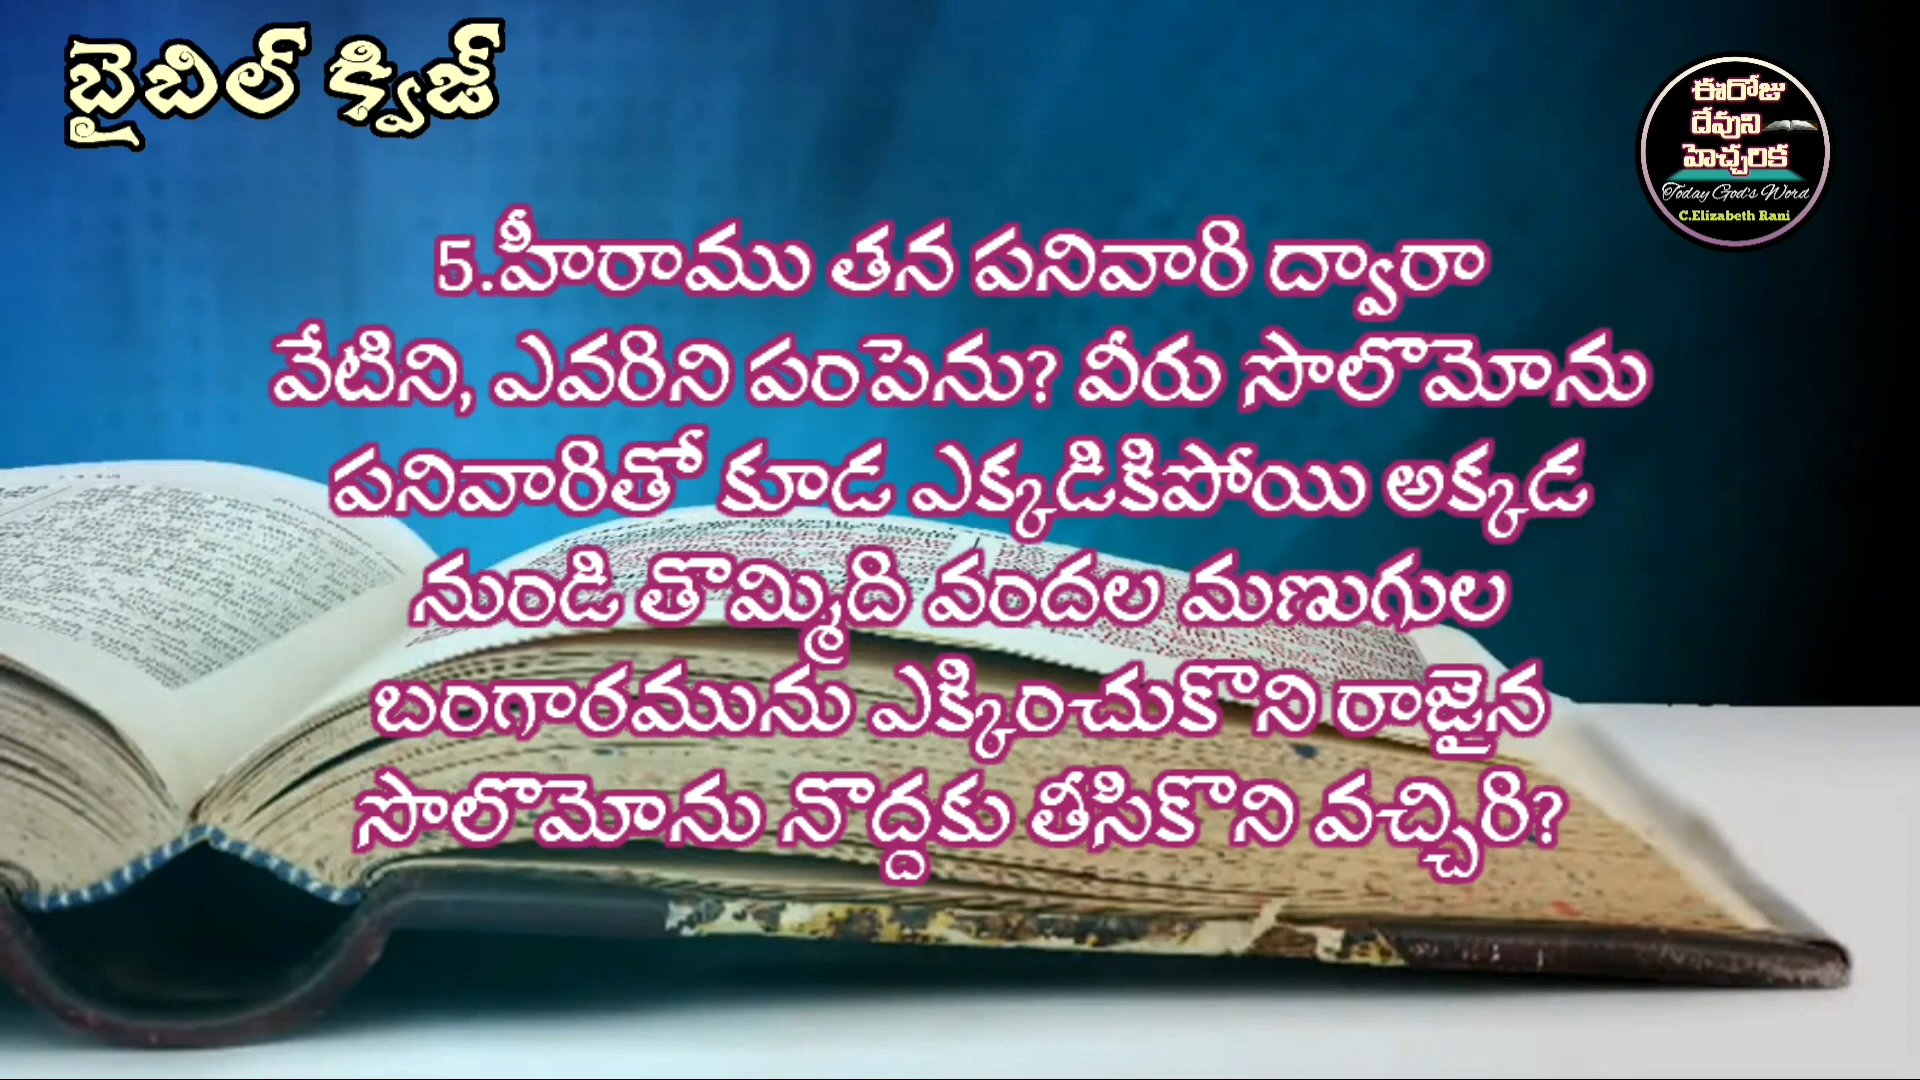 బైబిల్ క్విజ్
ఈరోజు
దేవుని
హెచ్చరిక
Today God's Word
C.Elizabeth Rani
5.హీరాము తన పనివారి ద్వారా
వేటిని, ఎవరిని పంపెను? వీరు సొలొమోను
పనివారితో కూడ ఎక్కడికిపోయి అక్కడ
నుండి తొమ్మిది వందల మణుగుల
బంగారమును ఎక్కించుకొని రాజైన
సొలొమోను నొద్దకు తీసికొని వచ్చిరి?